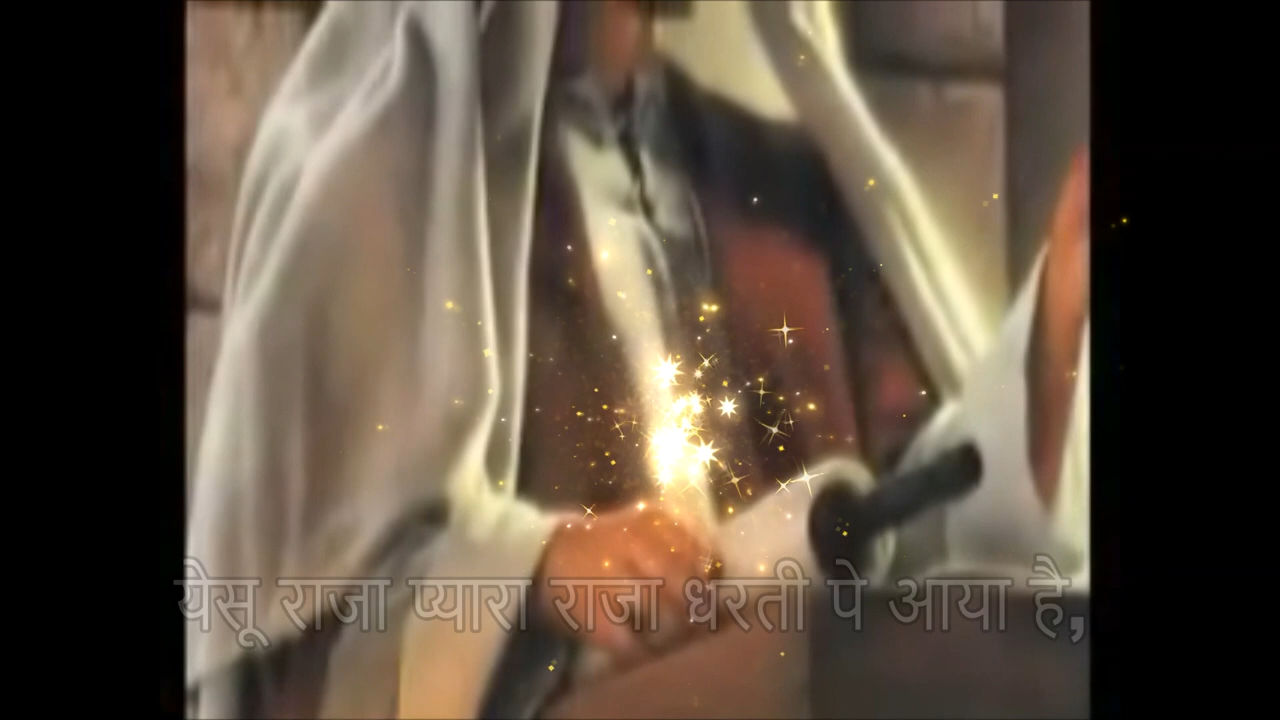 येसू राजा प्यारा राजा धरती पे आया है,